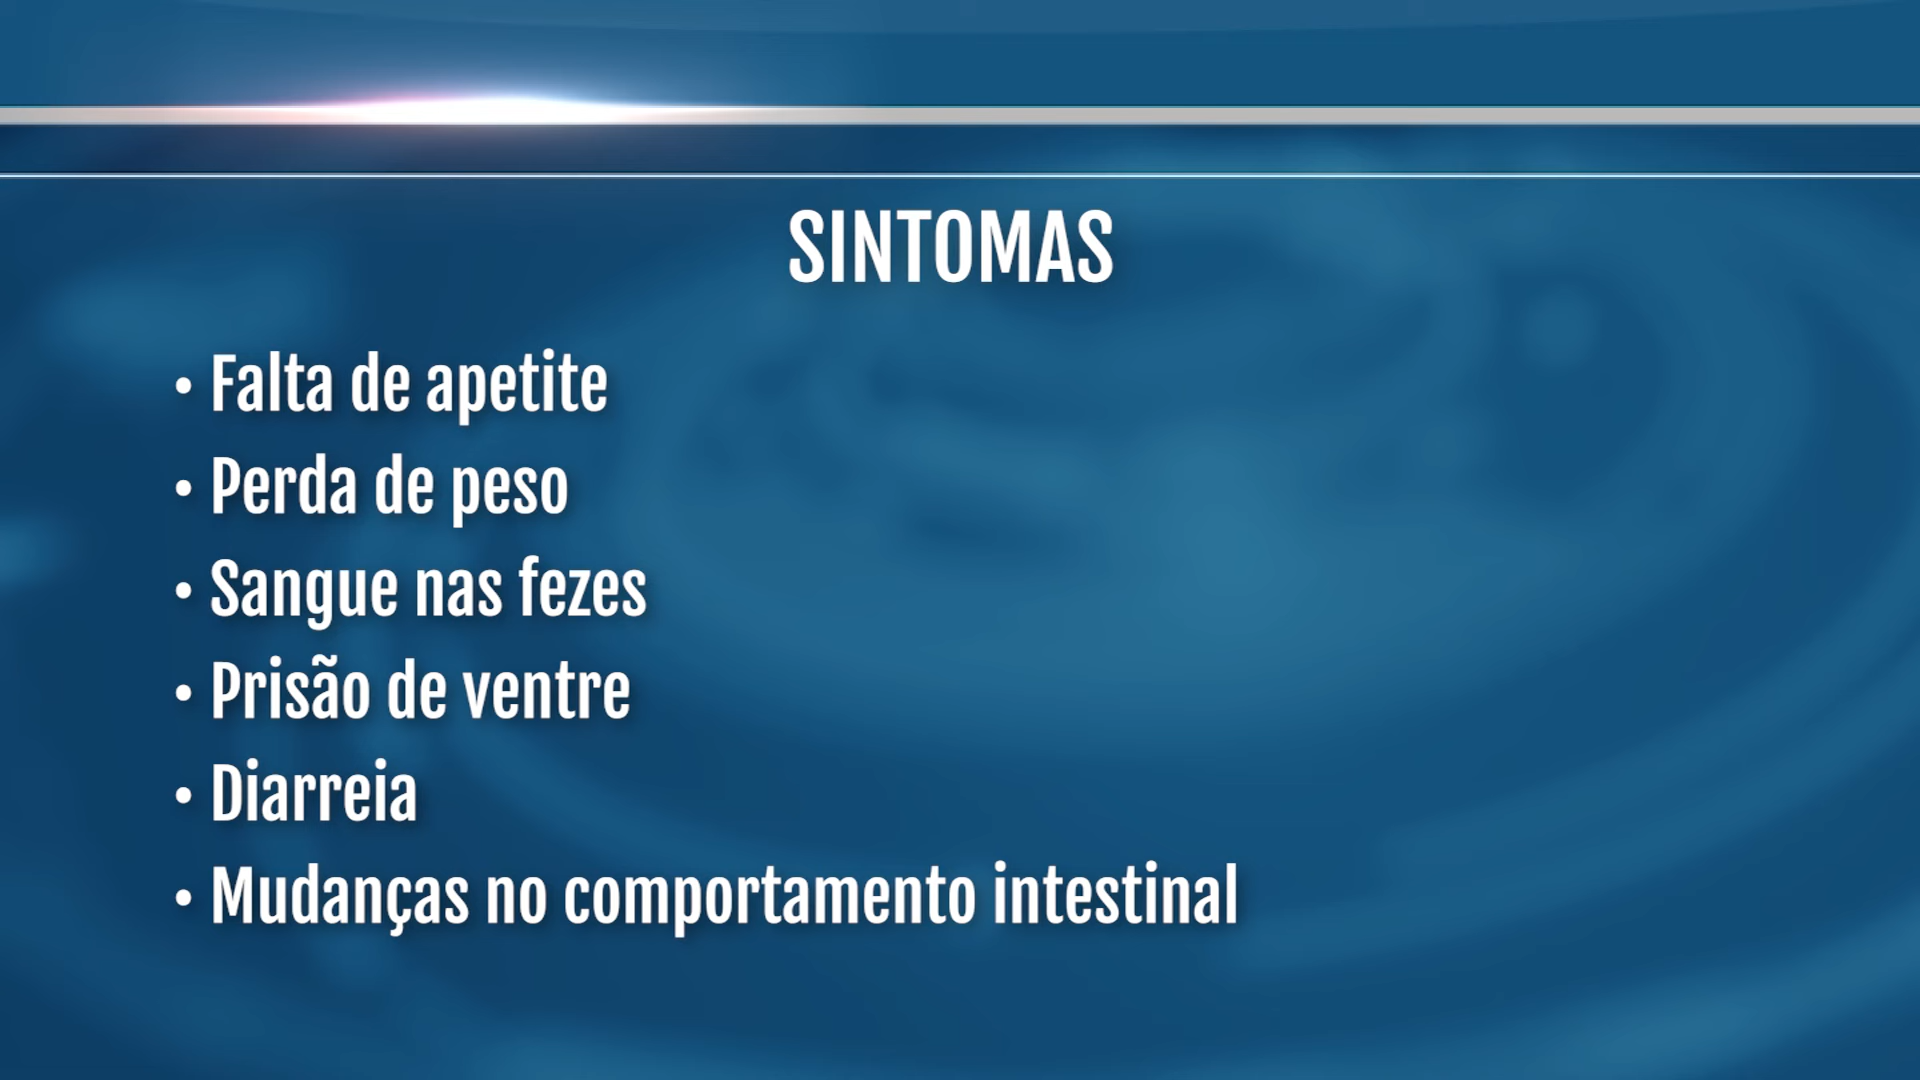 SINTOMAS
• Falta de apetite
• Perda de peso
• Sangue nas fezes
• Prisão de ventre
• Diarreia
• Mudanças no comportamento intestinal